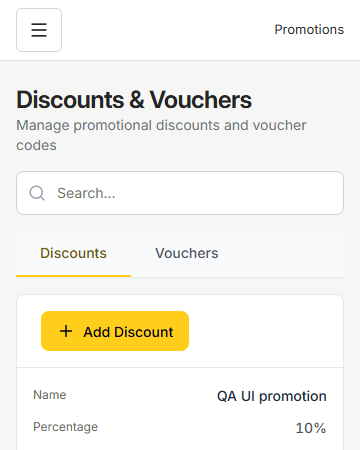 Promotions
Discounts & Vouchers
Manage promotional discounts and voucher
codes
Search...
Discounts
Vouchers
Add Discount
Name
QA UI promotion
Percentage
10%